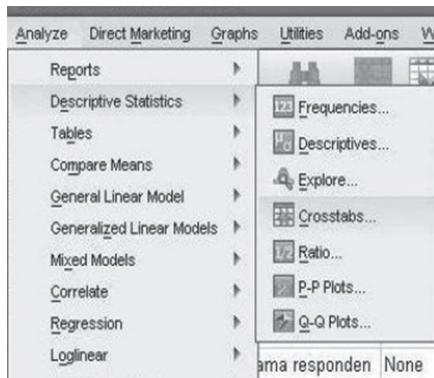 Analyze Direct Marketing Graphs Utilities Add-ons W
Reports
Descriptive Statistics
Tables
Compare Means
General Linear Model
Generalized Linear Models
Mixed Models
Correlate
Regression
Loglinear
Frequencies...
Descriptives...
Explore...
Crosstabs...
Ratio...
P-P Plots...
Q-Q Plots...
ama responden None